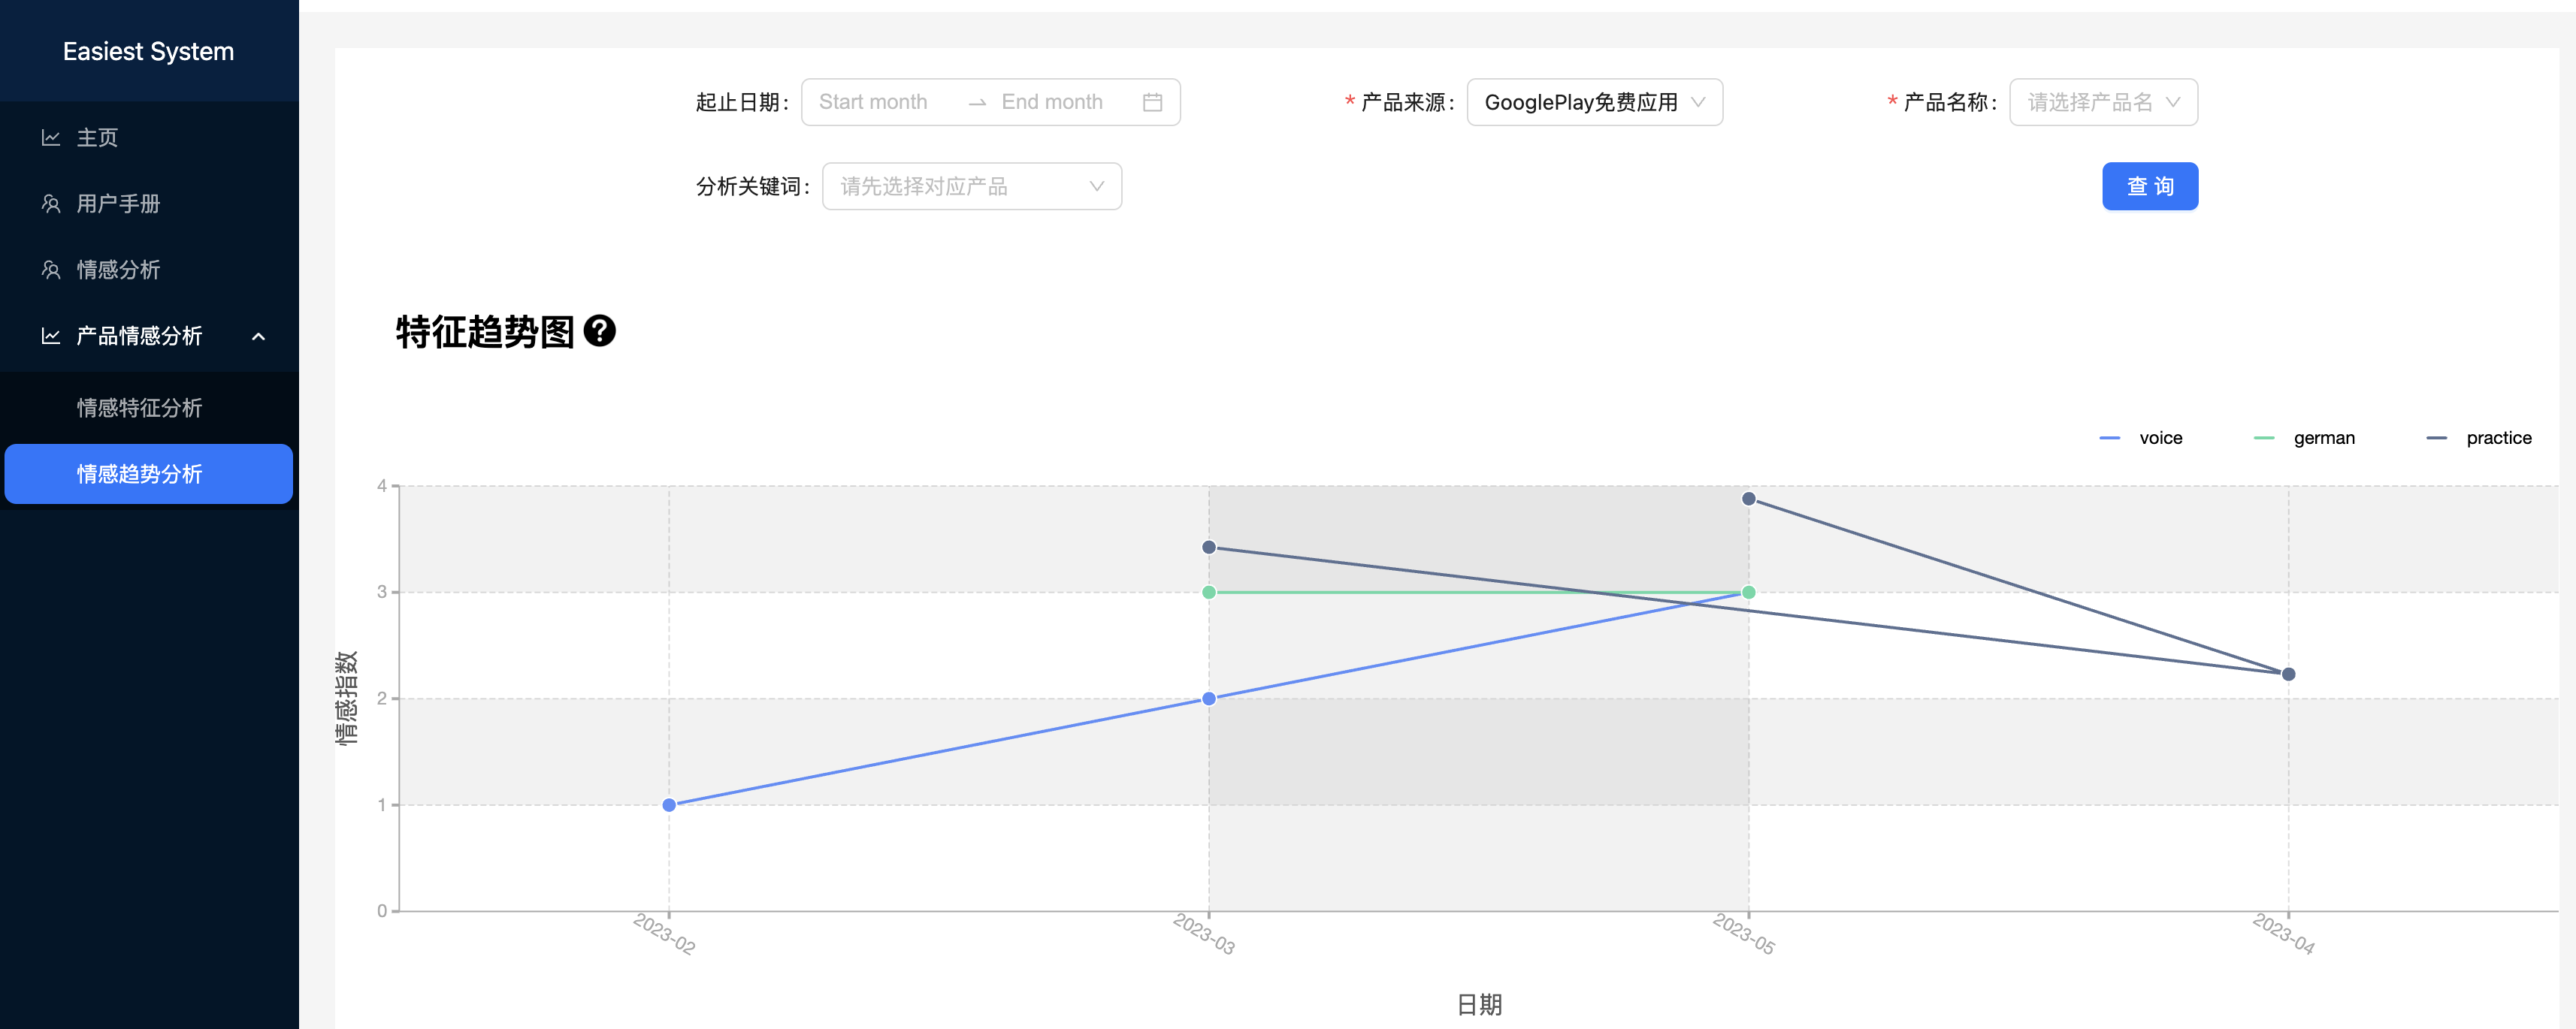 Easiest System
主页
用户手册
情感分析
产品情感分析
情感特征分析
情感趋势分析
起止日期: Start month → End month
* 产品来源: GooglePlay免费应用
* 产品名称: 请选择产品名
分析关键词: 请先选择对应产品
查 询
特征趋势图
voice german practice
4
3
2
1
0
情感指数
2023-02 2023-03 2023-05 2023-04
日期